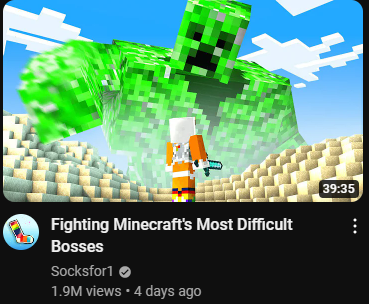 39:35
Fighting Minecraft's Most Difficult
Bosses
Socksfor1
1.9M views • 4 days ago